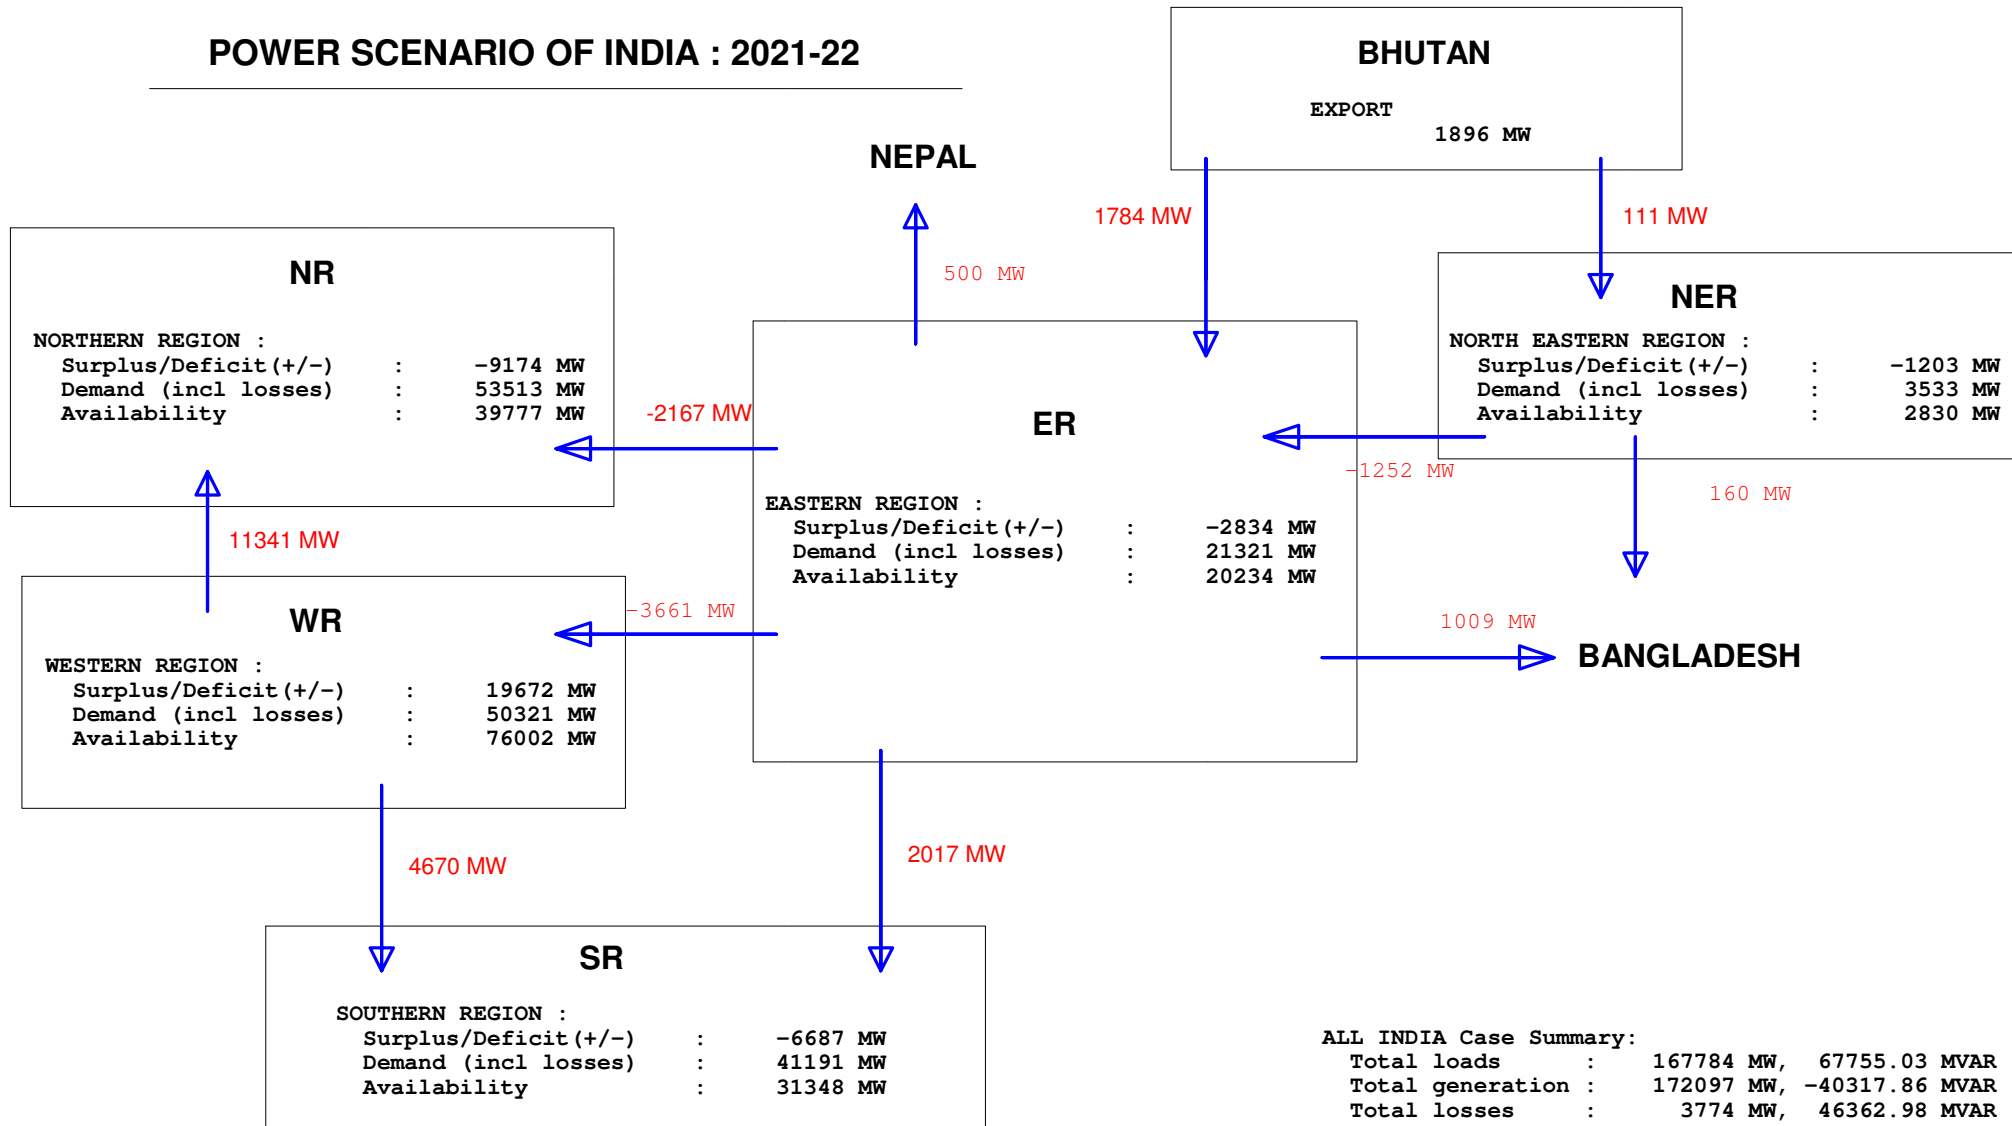 POWER SCENARIO OF INDIA : 2021-22
BHUTAN
EXPORT
1896 MW
NEPAL
1784 MW
111 MW
500 MW
NR
NORTHERN REGION :
Surplus/Deficit(+/-) : -9174 MW
Demand (incl losses) : 53513 MW
Availability : 39777 MW
NER
NORTH EASTERN REGION :
Surplus/Deficit(+/-) : -1203 MW
Demand (incl losses) : 3533 MW
Availability : 2830 MW
-2167 MW
ER
EASTERN REGION :
Surplus/Deficit(+/-) : -2834 MW
Demand (incl losses) : 21321 MW
Availability : 20234 MW
-1252 MW
160 MW
11341 MW
-3661 MW
1009 MW
BANGLADESH
WR
WESTERN REGION :
Surplus/Deficit(+/-) : 19672 MW
Demand (incl losses) : 50321 MW
Availability : 76002 MW
4670 MW
2017 MW
SR
SOUTHERN REGION :
Surplus/Deficit(+/-) : -6687 MW
Demand (incl losses) : 41191 MW
Availability : 31348 MW
ALL INDIA Case Summary:
Total loads : 167784 MW, 67755.03 MVAR
Total generation : 172097 MW, -40317.86 MVAR
Total losses : 3774 MW, 46362.98 MVAR